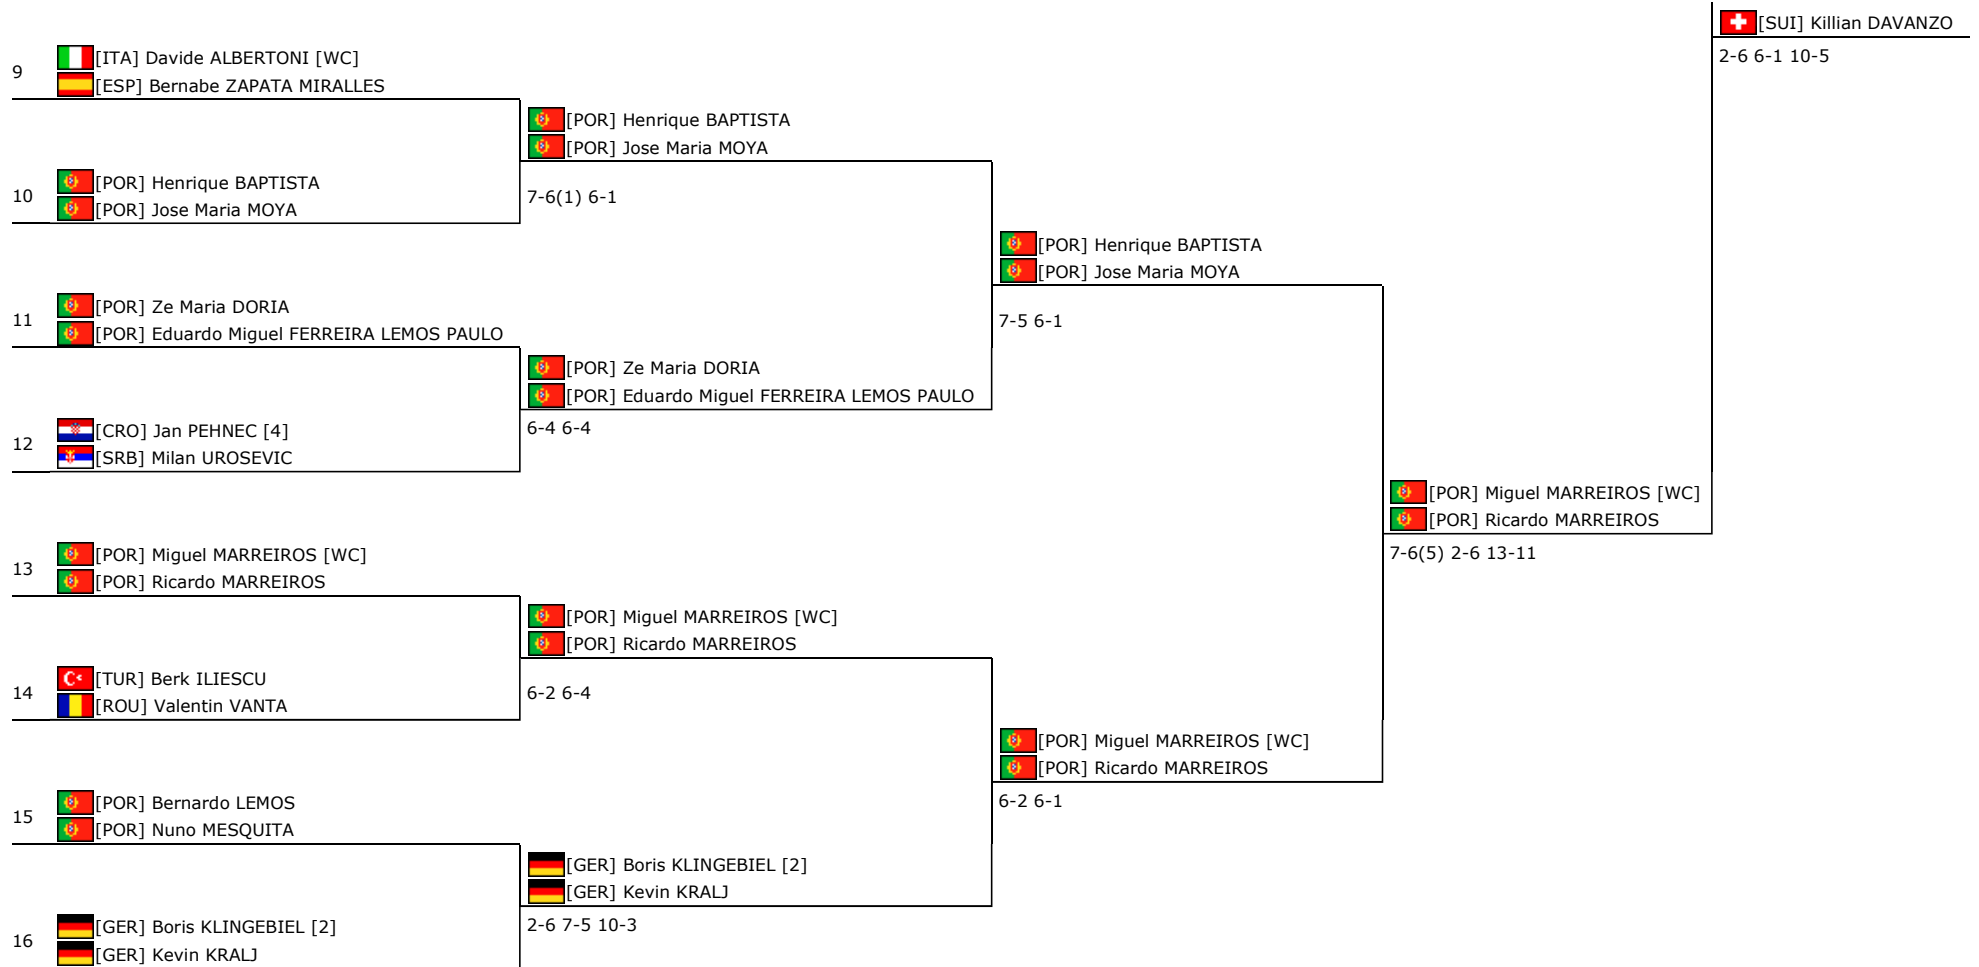 [SUI] Killian DAVANZO
2-6 6-1 10-5
9
[ITA] Davide ALBERTONI [WC]
[ESP] Bernabe ZAPATA MIRALLES
[POR] Henrique BAPTISTA
[POR] Jose Maria MOYA
10
[POR] Henrique BAPTISTA
[POR] Jose Maria MOYA
7-6(1) 6-1
[POR] Henrique BAPTISTA
[POR] Jose Maria MOYA
11
[POR] Ze Maria DORIA
[POR] Eduardo Miguel FERREIRA LEMOS PAULO
7-5 6-1
[POR] Ze Maria DORIA
[POR] Eduardo Miguel FERREIRA LEMOS PAULO
12
[CRO] Jan PEHNEC [4]
[SRB] Milan UROSEVIC
6-4 6-4
[POR] Miguel MARREIROS [WC]
[POR] Ricardo MARREIROS
7-6(5) 2-6 13-11
13
[POR] Miguel MARREIROS [WC]
[POR] Ricardo MARREIROS
[POR] Miguel MARREIROS [WC]
[POR] Ricardo MARREIROS
14
[TUR] Berk ILIESCU
[ROU] Valentin VANTA
6-2 6-4
[POR] Miguel MARREIROS [WC]
[POR] Ricardo MARREIROS
15
[POR] Bernardo LEMOS
[POR] Nuno MESQUITA
6-2 6-1
[GER] Boris KLINGEBIEL [2]
[GER] Kevin KRALJ
16
[GER] Boris KLINGEBIEL [2]
[GER] Kevin KRALJ
2-6 7-5 10-3